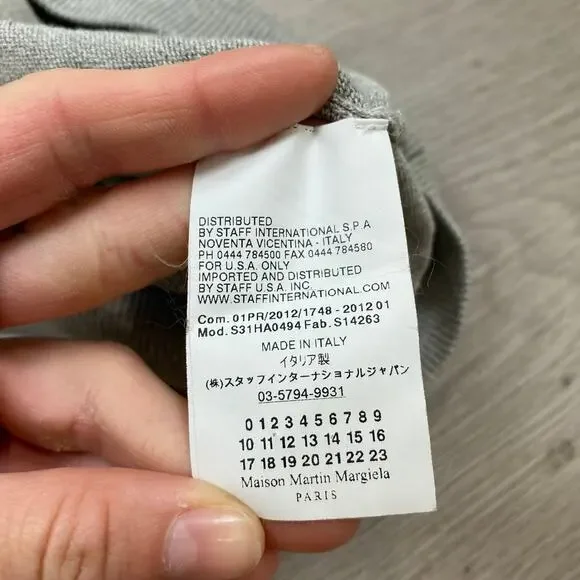 DISTRIBUTED
BY STAFF INTERNATIONAL S.P.A
NOVENTA VICENTINA - ITALY
PH 0444 784500 FAX 0444 784580
FOR U.S.A. ONLY
IMPORTED AND DISTRIBUTED
BY STAFF U.S.A. INC.
WWW.STAFFINTERNATIONAL.COM
Com. 01PR/2012/1748 - 2012 01
Mod. S31HA0494 Fab. S14263
MADE IN ITALY
イタリア製
(株)スタッフインターナショナルジャパン
03-5794-9931
0 1 2 3 4 5 6 7 8 9
10 11 12 13 14 15 16
17 18 19 20 21 22 23
Maison Martin Margiela
PARIS